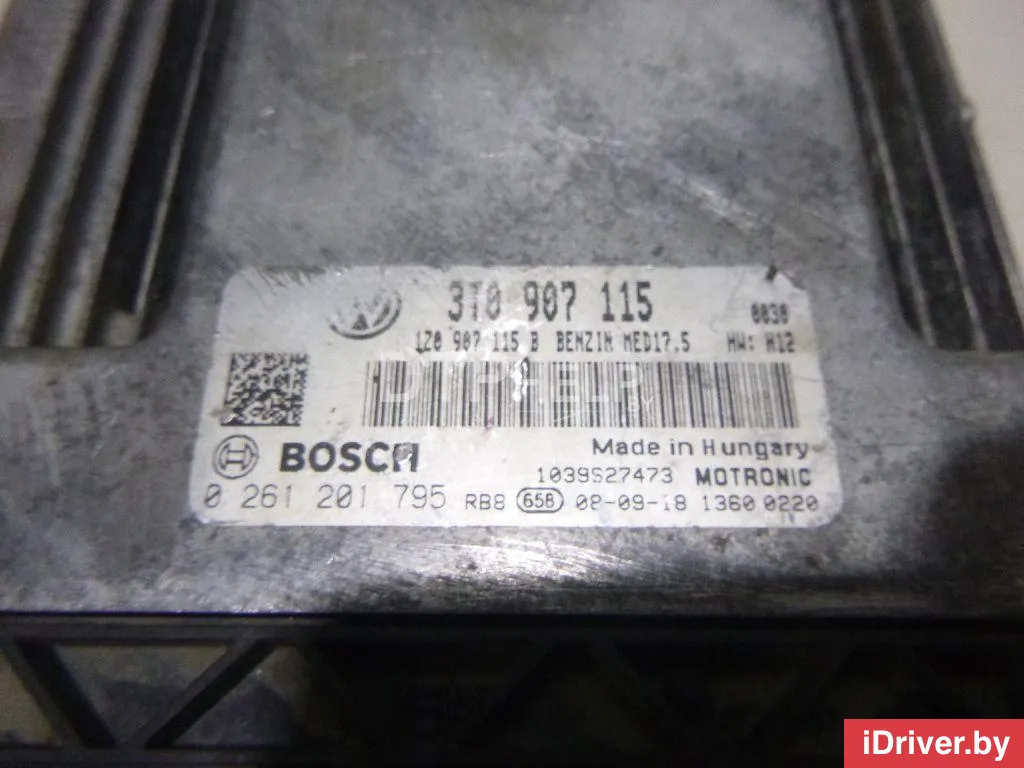 3T0 907 115
0030
1Z0 907 115 B BENZIN MED17.5 HW: H12
BOSCH
Made in Hungary
1039S27473 MOTRONIC
0 261 201 795 RB8 658 08-09-18 1360 0220
iDriver.by